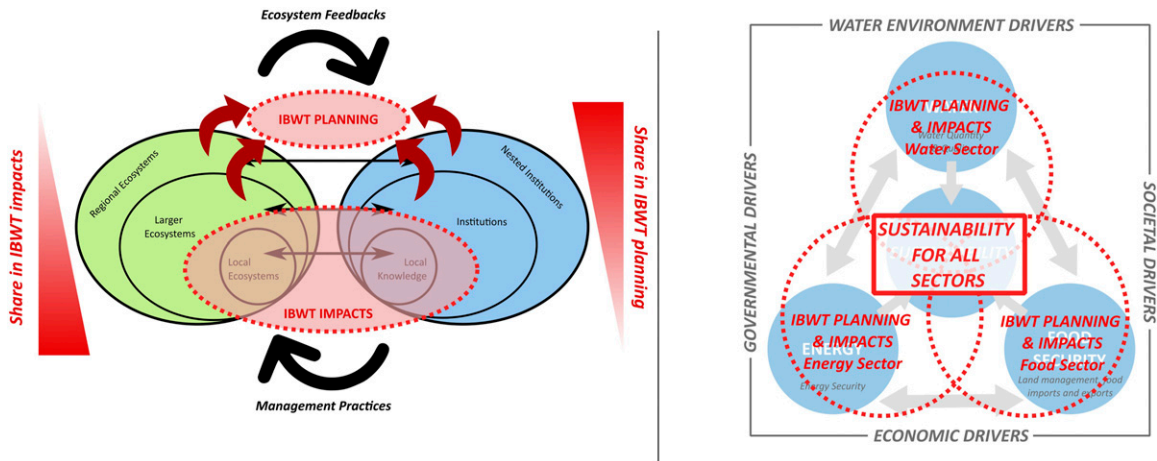 Ecosystem Feedbacks
Share in IBWT impacts
IBWT PLANNING
Regional Ecosystems
Larger
Ecosystems
Local
Ecosystems
Nested Institutions
Institutions
Local
Knowledge
IBWT IMPACTS
Share in IBWT planning
Management Practices
WATER ENVIRONMENT DRIVERS
GOVERNMENTAL DRIVERS
SOCIETAL DRIVERS
ECONOMIC DRIVERS
IBWT PLANNING
& IMPACTS
Water Quantity
Water Sector
SUSTAINABILITY
FOR ALL
SECTORS
IBWT PLANNING
& IMPACTS
ENERGY
Energy Sector
Energy Security
IBWT PLANNING
& IMPACTS
FOOD
SECURITY
Food Sector
Land management, food
imports and exports